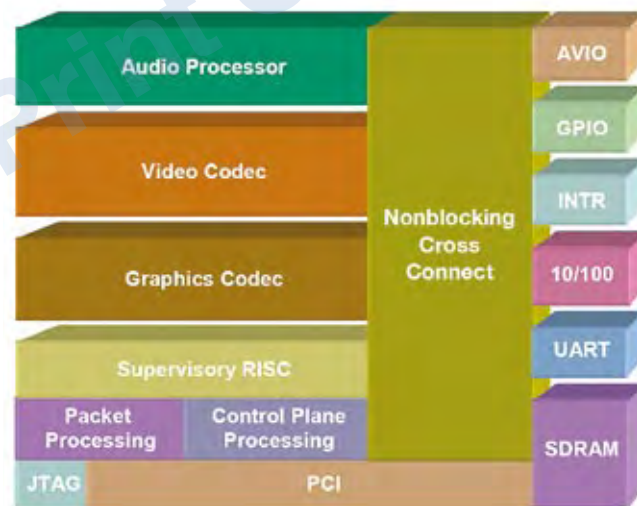 Print
Audio Processor
AVIO
GPIO
Video Codec
INTR
Nonblocking
Cross
Connect
Graphics Codec
10/100
Supervisory RISC
UART
Packet
Processing
Control Plane
Processing
SDRAM
JTAG
PCI